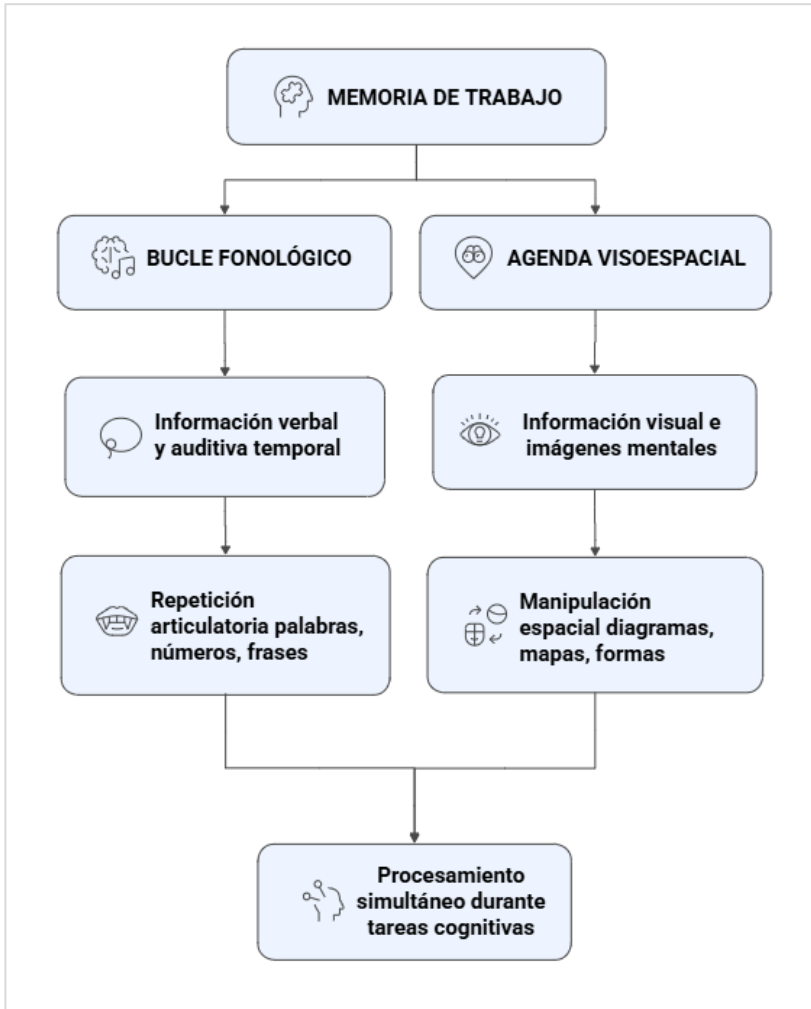 MEMORIA DE TRABAJO
BUCLE FONOLÓGICO
AGENDA VISOESPACIAL
Información verbal
y auditiva temporal
Información visual e
imágenes mentales
Repetición
articulatoria palabras,
números, frases
Manipulación
espacial diagramas,
mapas, formas
Procesamiento
simultáneo durante
tareas cognitivas